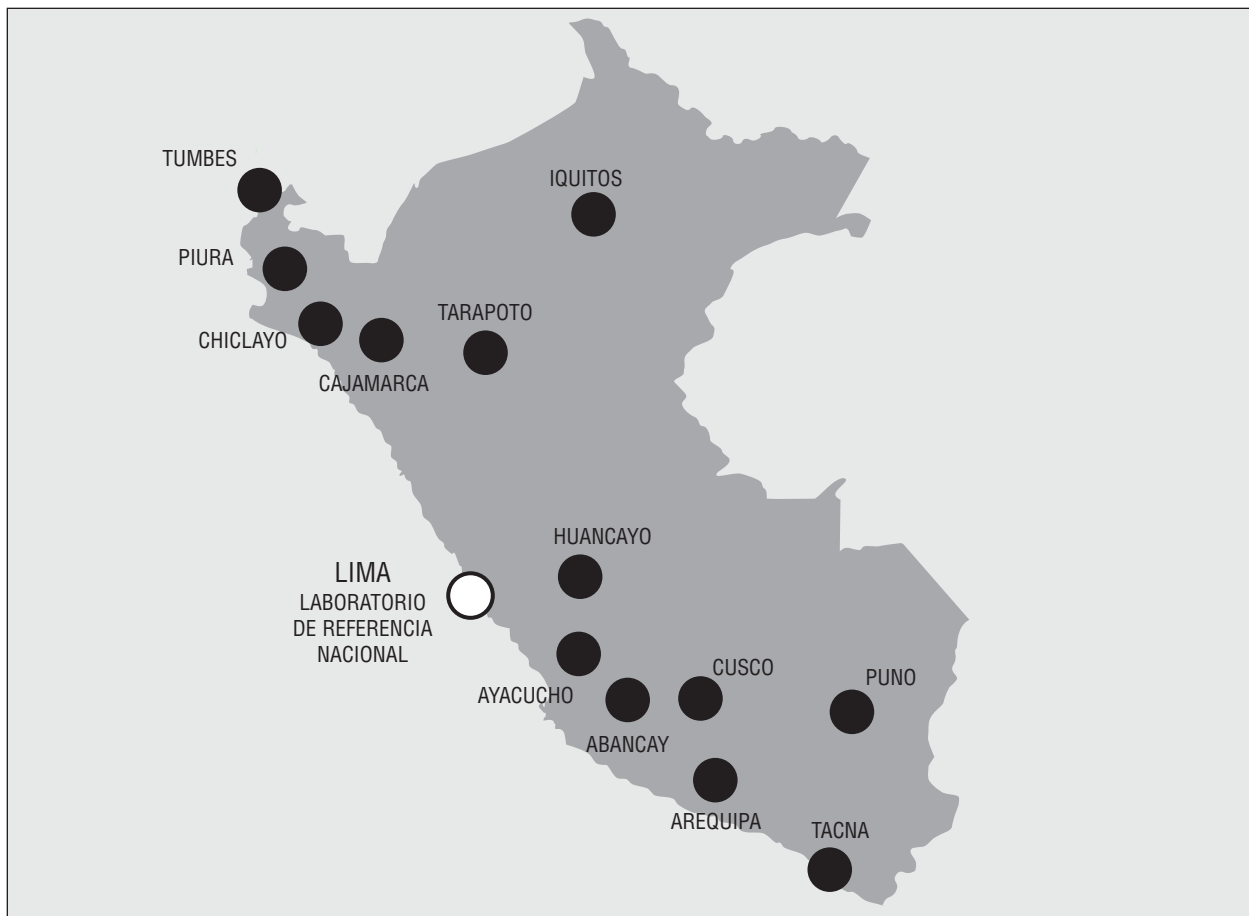 TUMBES
IQUITOS
PIURA
TARAPOTO
CHICLAYO
CAJAMARCA
HUANCAYO
LIMA
LABORATORIO
DE REFERENCIA
NACIONAL
CUSCO
PUNO
AYACUCHO
ABANCAY
AREQUIPA
TACNA